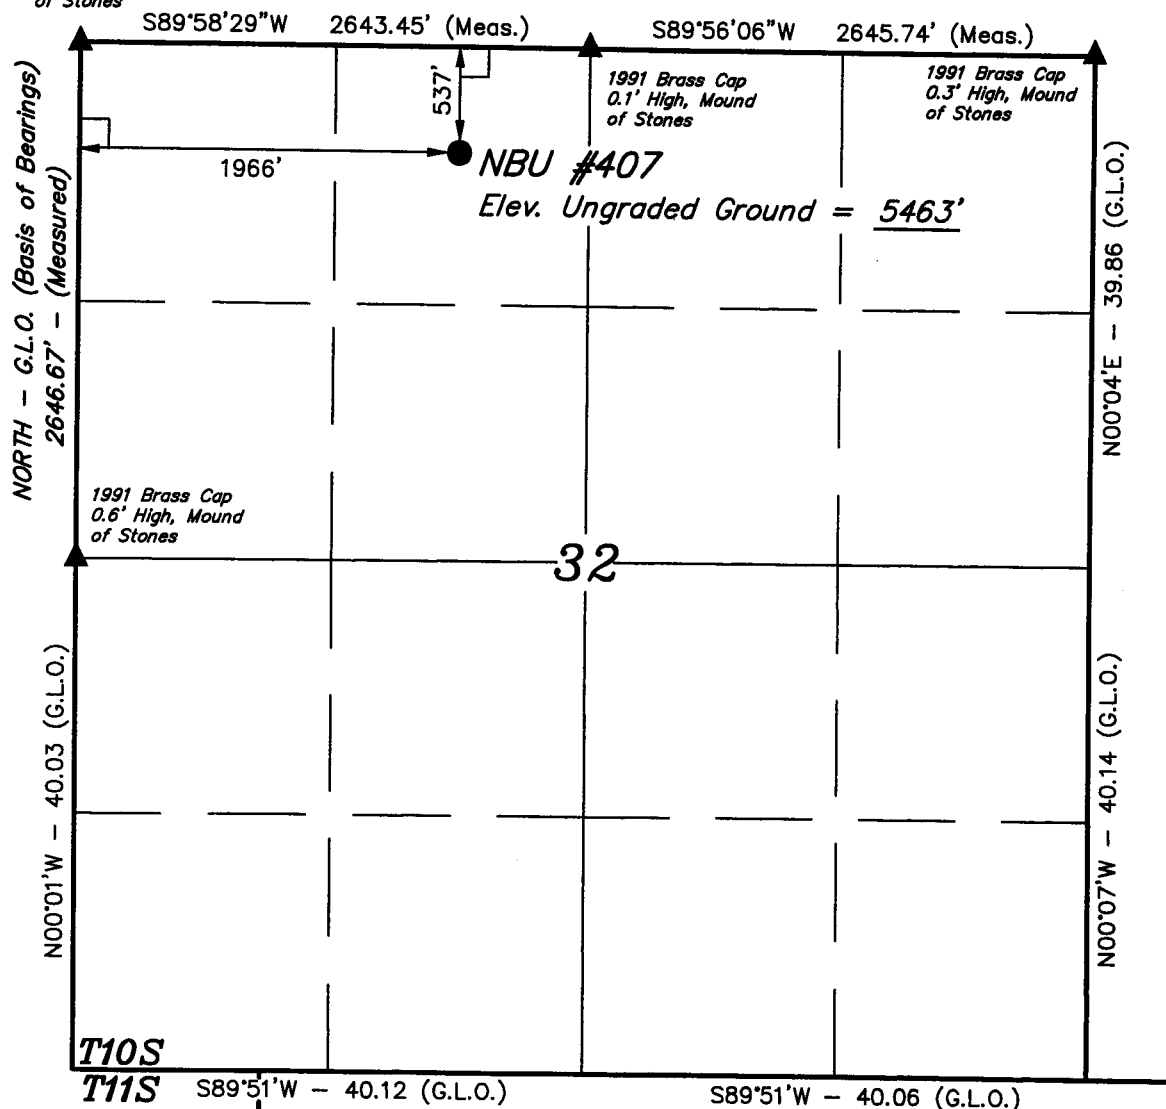 of Stones
S89°58'29"W 2643.45' (Meas.)
S89°56'06"W 2645.74' (Meas.)
1991 Brass Cap
0.1' High, Mound
of Stones
1991 Brass Cap
0.3' High, Mound
of Stones
537'
1966'
NBU #407
Elev. Ungraded Ground = 5463'
NORTH – G.L.O. (Basis of Bearings)
2646.67' – (Measured)
N00°04'E – 39.86 (G.L.O.)
1991 Brass Cap
0.6' High, Mound
of Stones
32
N00°01'W – 40.03 (G.L.O.)
N00°07'W – 40.14 (G.L.O.)
T10S
T11S
S89°51'W – 40.12 (G.L.O.)
S89°51'W – 40.06 (G.L.O.)